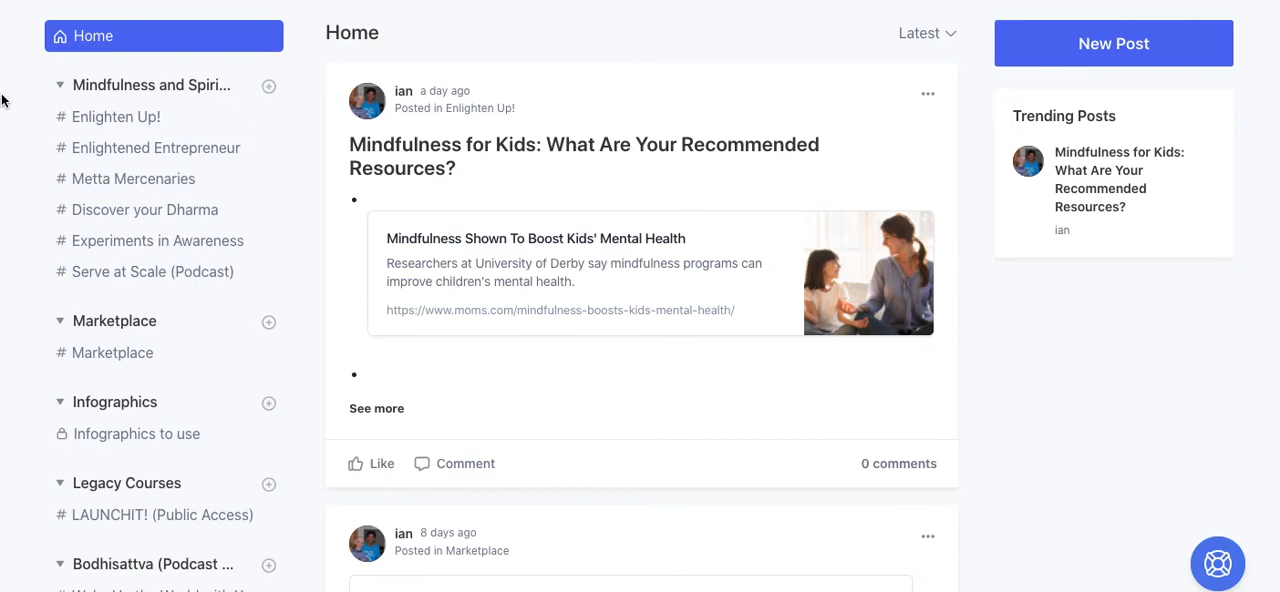 Home
Mindfulness and Spiri...
# Enlighten Up!
# Enlightened Entrepreneur
# Metta Mercenaries
# Discover your Dharma
# Experiments in Awareness
# Serve at Scale (Podcast)
Marketplace
# Marketplace
Infographics
Infographics to use
Legacy Courses
# LAUNCHIT! (Public Access)
Bodhisattva (Podcast ...
Home
Latest
ian a day ago
Posted in Enlighten Up!
Mindfulness for Kids: What Are Your Recommended
Resources?
Mindfulness Shown To Boost Kids' Mental Health
Researchers at University of Derby say mindfulness programs can
improve children's mental health.
https://www.moms.com/mindfulness-boosts-kids-mental-health/
See more
Like Comment 0 comments
ian 8 days ago
Posted in Marketplace
New Post
Trending Posts
Mindfulness for Kids:
What Are Your
Recommended
Resources?
ian